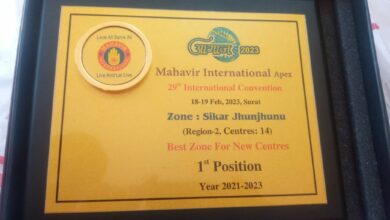 Love All Serve All
Live And Let Live
2023
Mahavir International Apex
29th International Convention
18-19 Feb, 2023, Surat
Zone : Sikar Jhunjhunu
(Region-2, Centres: 14)
Best Zone For New Centres
1st Position
Year 2021-2023